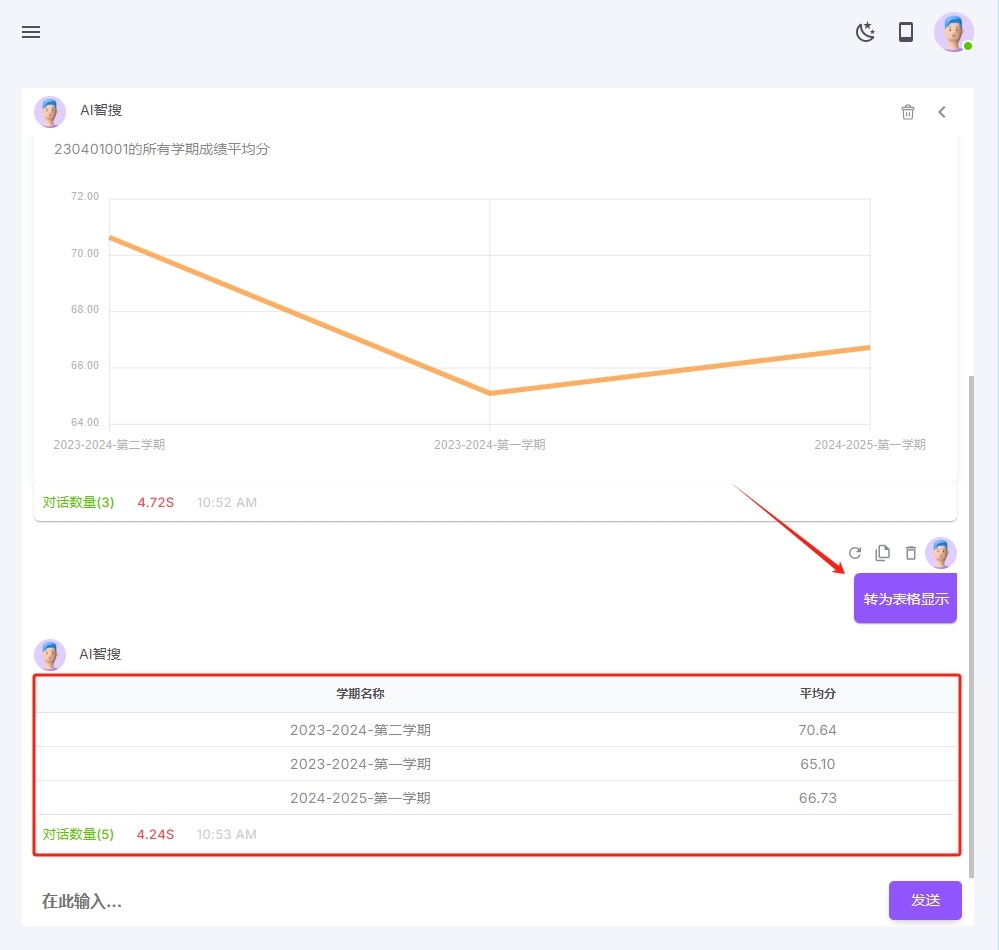 AI智搜
230401001的所有学期成绩平均分
72.00
70.00
68.00
66.00
64.00
2023-2024-第二学期 2023-2024-第一学期 2024-2025-第一学期
对话数量(3) 4.72S 10:52 AM
转为表格显示
AI智搜
学期名称 平均分
2023-2024-第二学期 70.64
2023-2024-第一学期 65.10
2024-2025-第一学期 66.73
对话数量(5) 4.24S 10:53 AM
在此输入... 发送